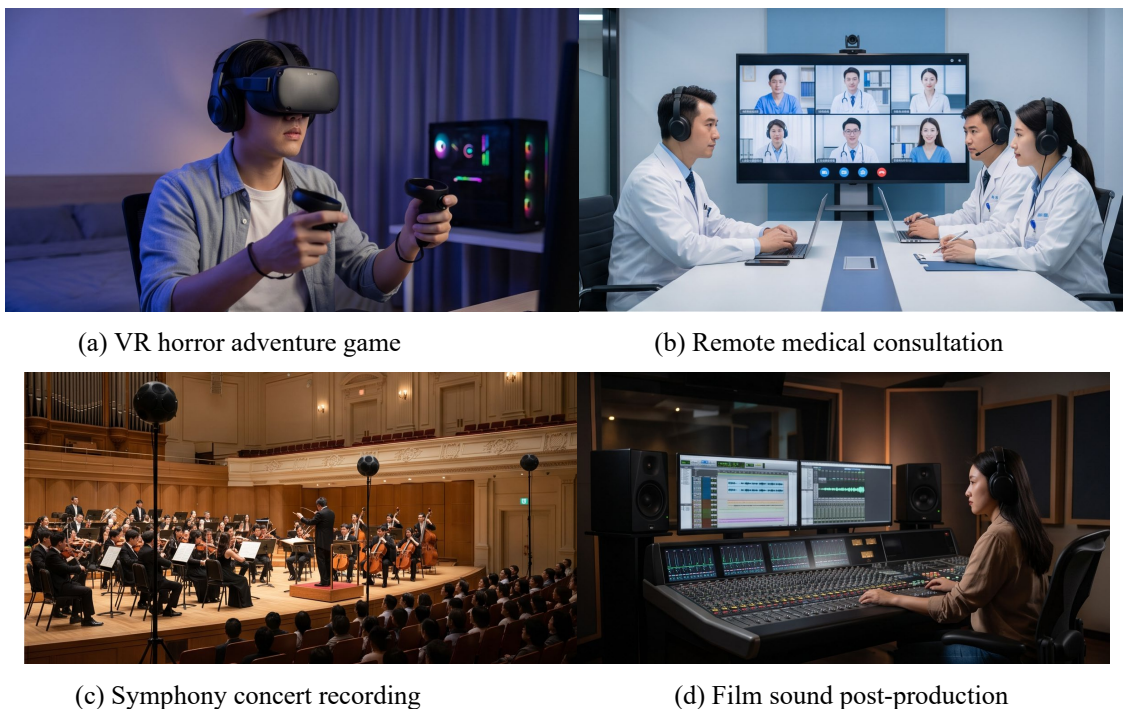 (a) VR horror adventure game
(b) Remote medical consultation
(c) Symphony concert recording
(d) Film sound post-production